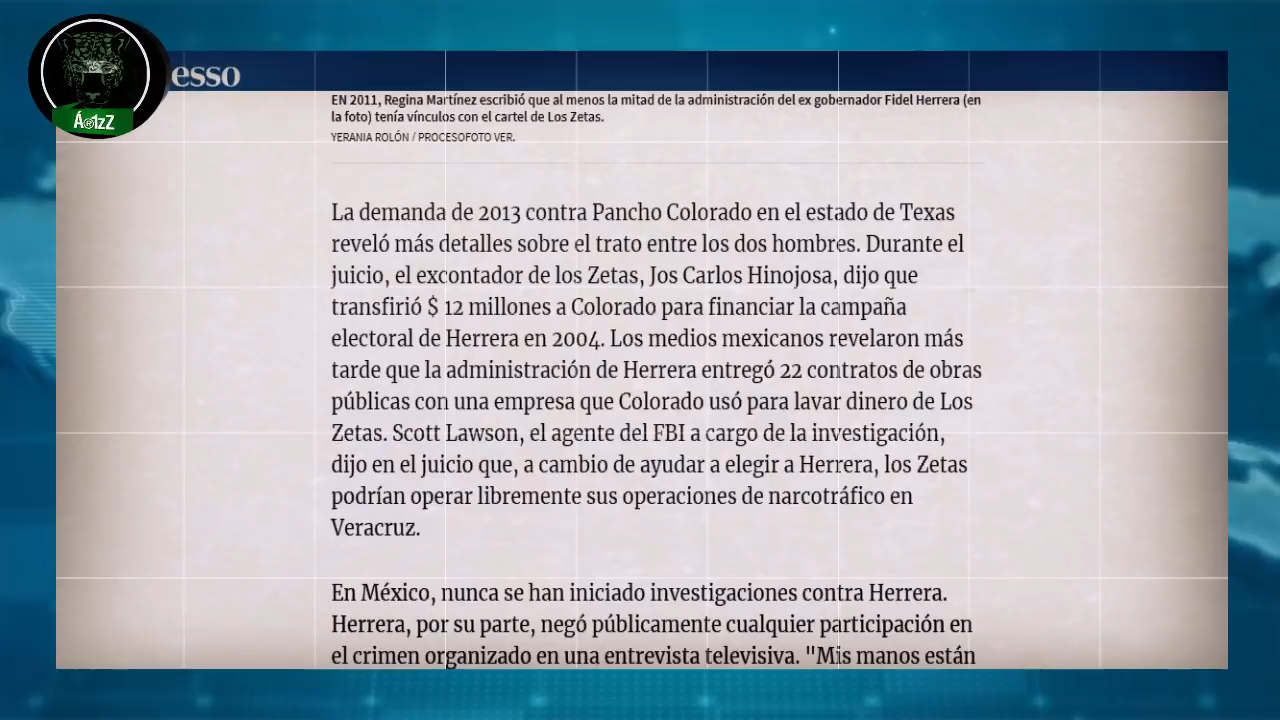 esso
Á®1zZ
EN 2011, Regina Martínez escribió que al menos la mitad de la administración del ex gobernador Fidel Herrera (en
la foto) tenía vínculos con el cartel de Los Zetas.
YERANIA ROLÓN / PROCESOFOTO VER.
La demanda de 2013 contra Pancho Colorado en el estado de Texas
reveló más detalles sobre el trato entre los dos hombres. Durante el
juicio, el excontador de los Zetas, Jos Carlos Hinojosa, dijo que
transfirió $ 12 millones a Colorado para financiar la campaña
electoral de Herrera en 2004. Los medios mexicanos revelaron más
tarde que la administración de Herrera entregó 22 contratos de obras
públicas con una empresa que Colorado usó para lavar dinero de Los
Zetas. Scott Lawson, el agente del FBI a cargo de la investigación,
dijo en el juicio que, a cambio de ayudar a elegir a Herrera, los Zetas
podrían operar libremente sus operaciones de narcotráfico en
Veracruz.
En México, nunca se han iniciado investigaciones contra Herrera.
Herrera, por su parte, negó públicamente cualquier participación en
el crimen organizado en una entrevista televisiva. "Mis manos están